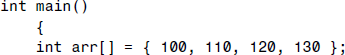 int main()
{
int arr[] = { 100, 110, 120, 130 };